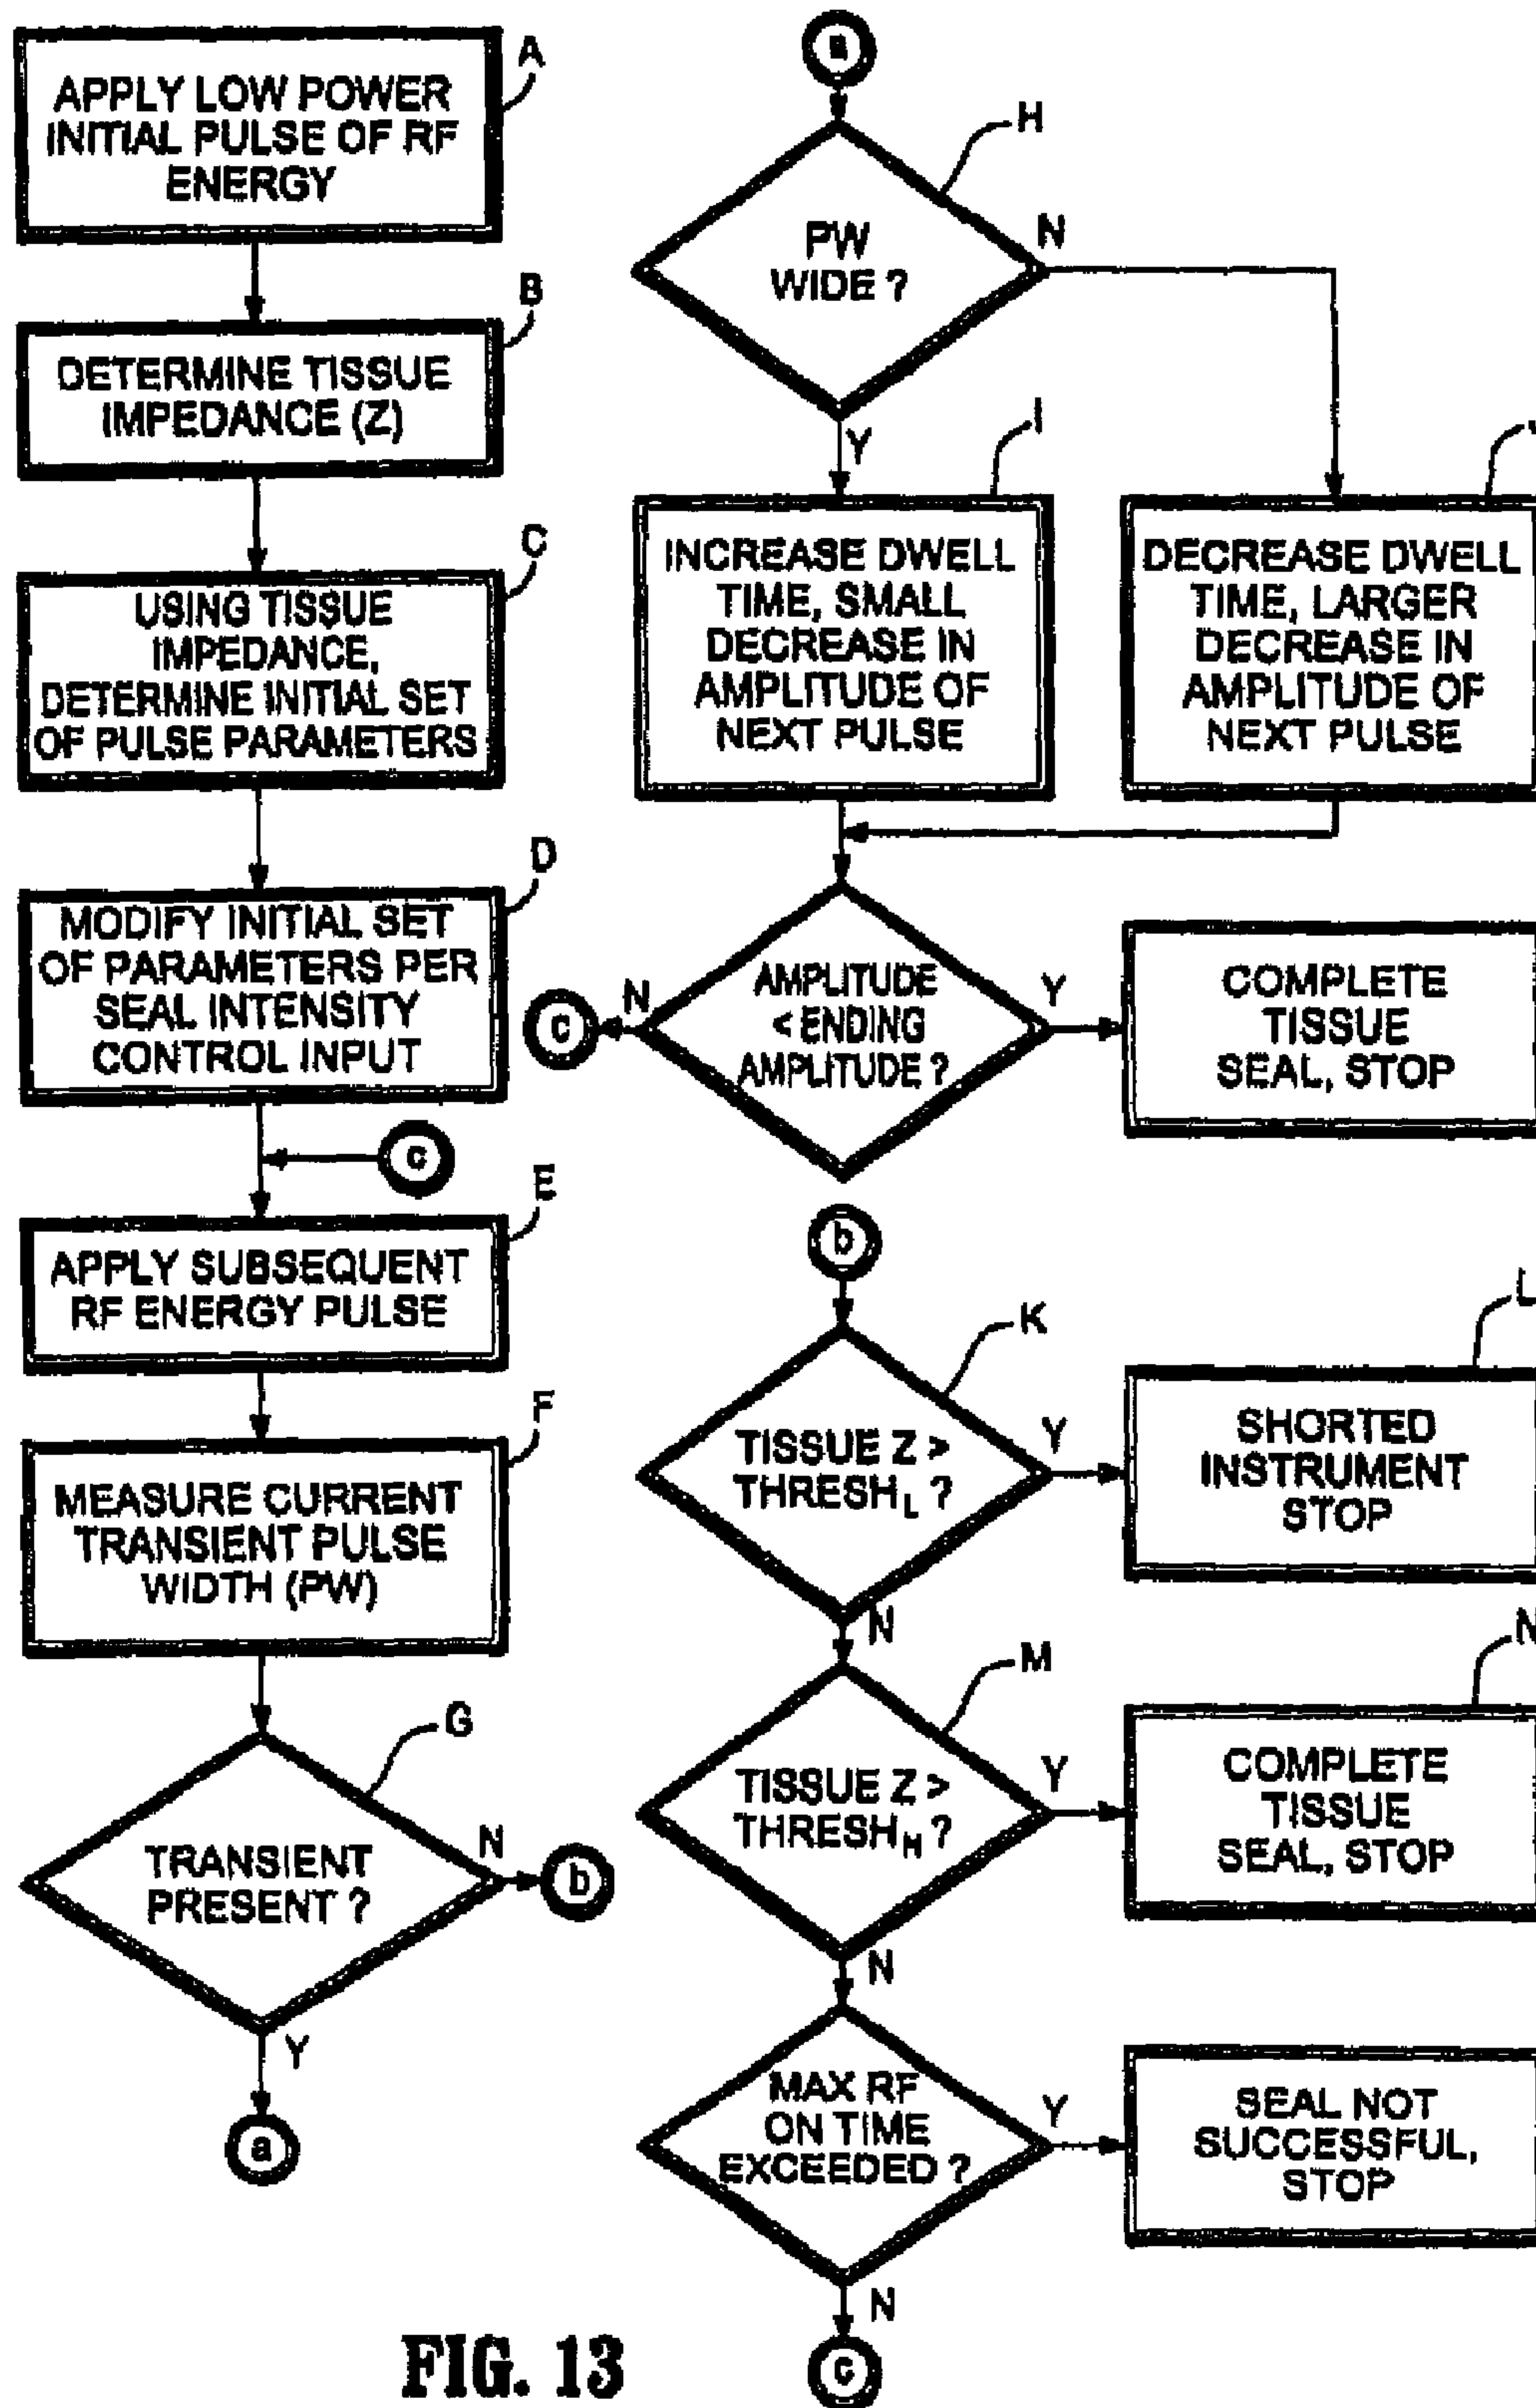 A
APPLY LOW POWER
INITIAL PULSE OF RF
ENERGY
B
DETERMINE TISSUE
IMPEDANCE (Z)
C
USING TISSUE
IMPEDANCE,
DETERMINE INITIAL SET
OF PULSE PARAMETERS
D
MODIFY INITIAL SET
OF PARAMETERS PER
SEAL INTENSITY
CONTROL INPUT
c
E
APPLY SUBSEQUENT
RF ENERGY PULSE
F
MEASURE CURRENT
TRANSIENT PULSE
WIDTH (PW)
G
TRANSIENT
PRESENT ?
N
b
Y
a
a
H
PW
WIDE ?
N
Y
I
INCREASE DWELL
TIME, SMALL
DECREASE IN
AMPLITUDE OF
NEXT PULSE
DECREASE DWELL
TIME, LARGER
DECREASE IN
AMPLITUDE OF
NEXT PULSE
AMPLITUDE
< ENDING
AMPLITUDE ?
N
c
Y
COMPLETE
TISSUE
SEAL, STOP
b
K
TISSUE Z >
THRESH_L ?
Y
L
SHORTED
INSTRUMENT
STOP
N
M
TISSUE Z >
THRESH_H ?
Y
N
COMPLETE
TISSUE
SEAL, STOP
N
MAX RF
ON TIME
EXCEEDED ?
Y
SEAL NOT
SUCCESSFUL,
STOP
N
c
FIG. 13